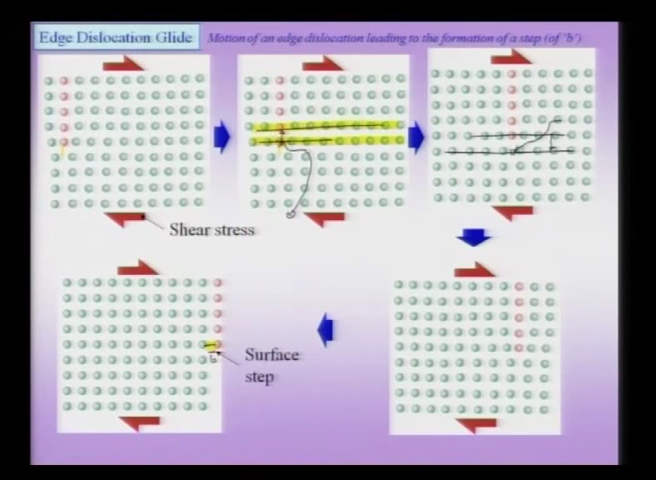 Edge Dislocation Glide
Motion of an edge dislocation leading to the formation of a step (of 'b')
Shear stress
Surface
step
b